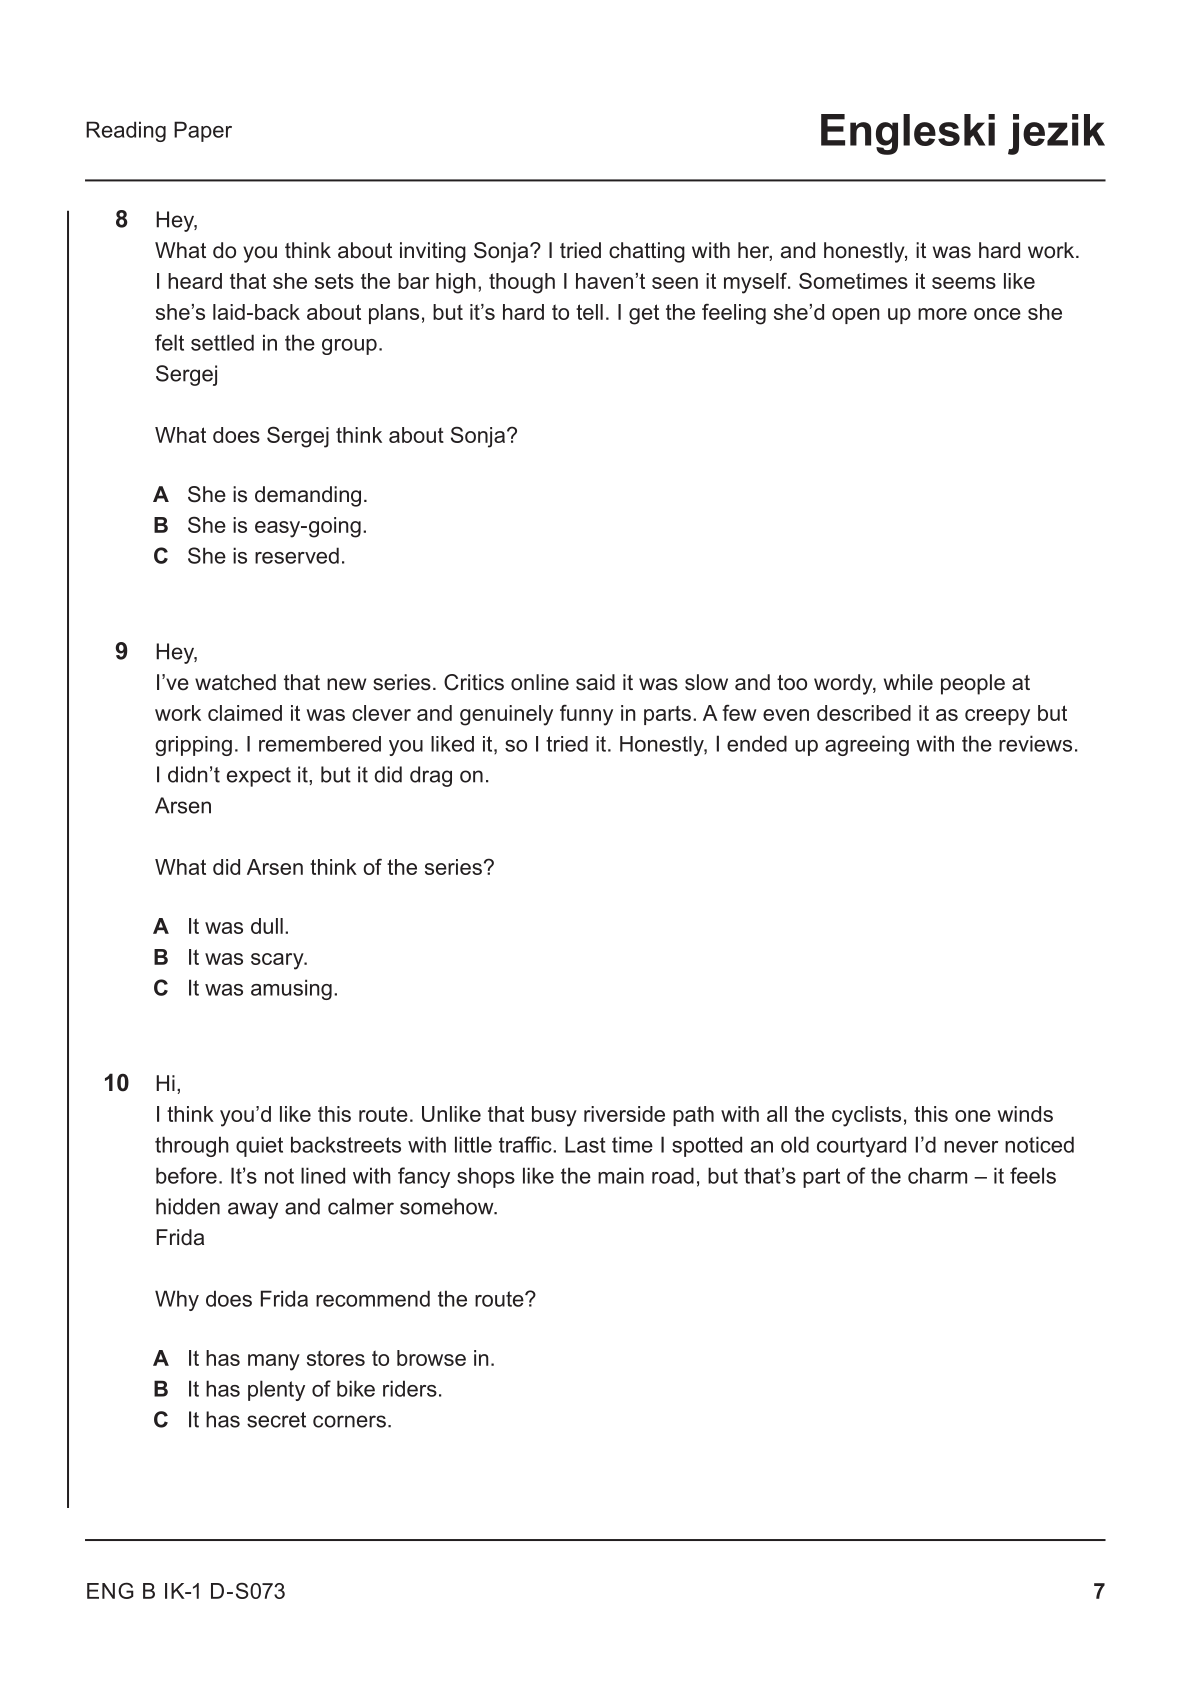 Reading Paper
Engleski jezik
8 Hey,
What do you think about inviting Sonja? I tried chatting with her, and honestly, it was hard work.
I heard that she sets the bar high, though I haven’t seen it myself. Sometimes it seems like
she’s laid-back about plans, but it’s hard to tell. I get the feeling she’d open up more once she
felt settled in the group.
Sergej
What does Sergej think about Sonja?
A She is demanding.
B She is easy-going.
C She is reserved.
9 Hey,
I’ve watched that new series. Critics online said it was slow and too wordy, while people at
work claimed it was clever and genuinely funny in parts. A few even described it as creepy but
gripping. I remembered you liked it, so I tried it. Honestly, I ended up agreeing with the reviews.
I didn’t expect it, but it did drag on.
Arsen
What did Arsen think of the series?
A It was dull.
B It was scary.
C It was amusing.
10 Hi,
I think you’d like this route. Unlike that busy riverside path with all the cyclists, this one winds
through quiet backstreets with little traffic. Last time I spotted an old courtyard I’d never noticed
before. It’s not lined with fancy shops like the main road, but that’s part of the charm – it feels
hidden away and calmer somehow.
Frida
Why does Frida recommend the route?
A It has many stores to browse in.
B It has plenty of bike riders.
C It has secret corners.
ENG B IK-1 D-S073
7